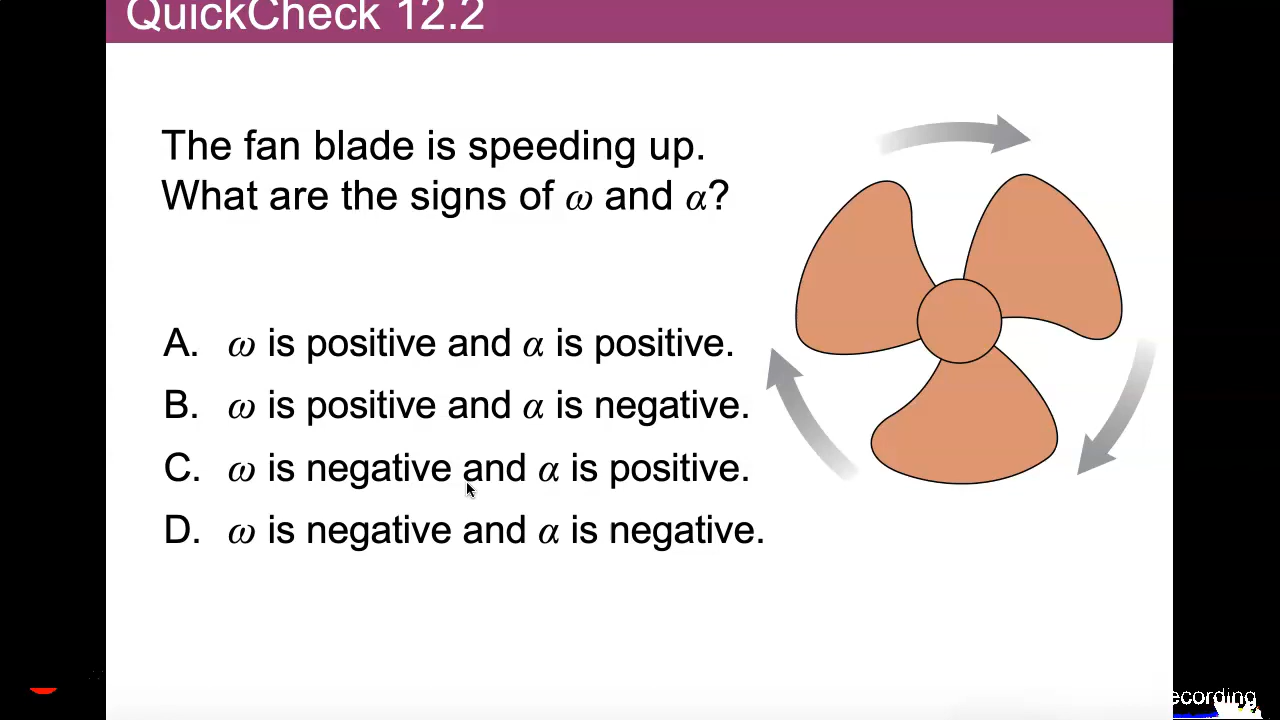 QuickCheck 12.2
The fan blade is speeding up.
What are the signs of ω and α?
A. ω is positive and α is positive.
B. ω is positive and α is negative.
C. ω is negative and α is positive.
D. ω is negative and α is negative.
ecording